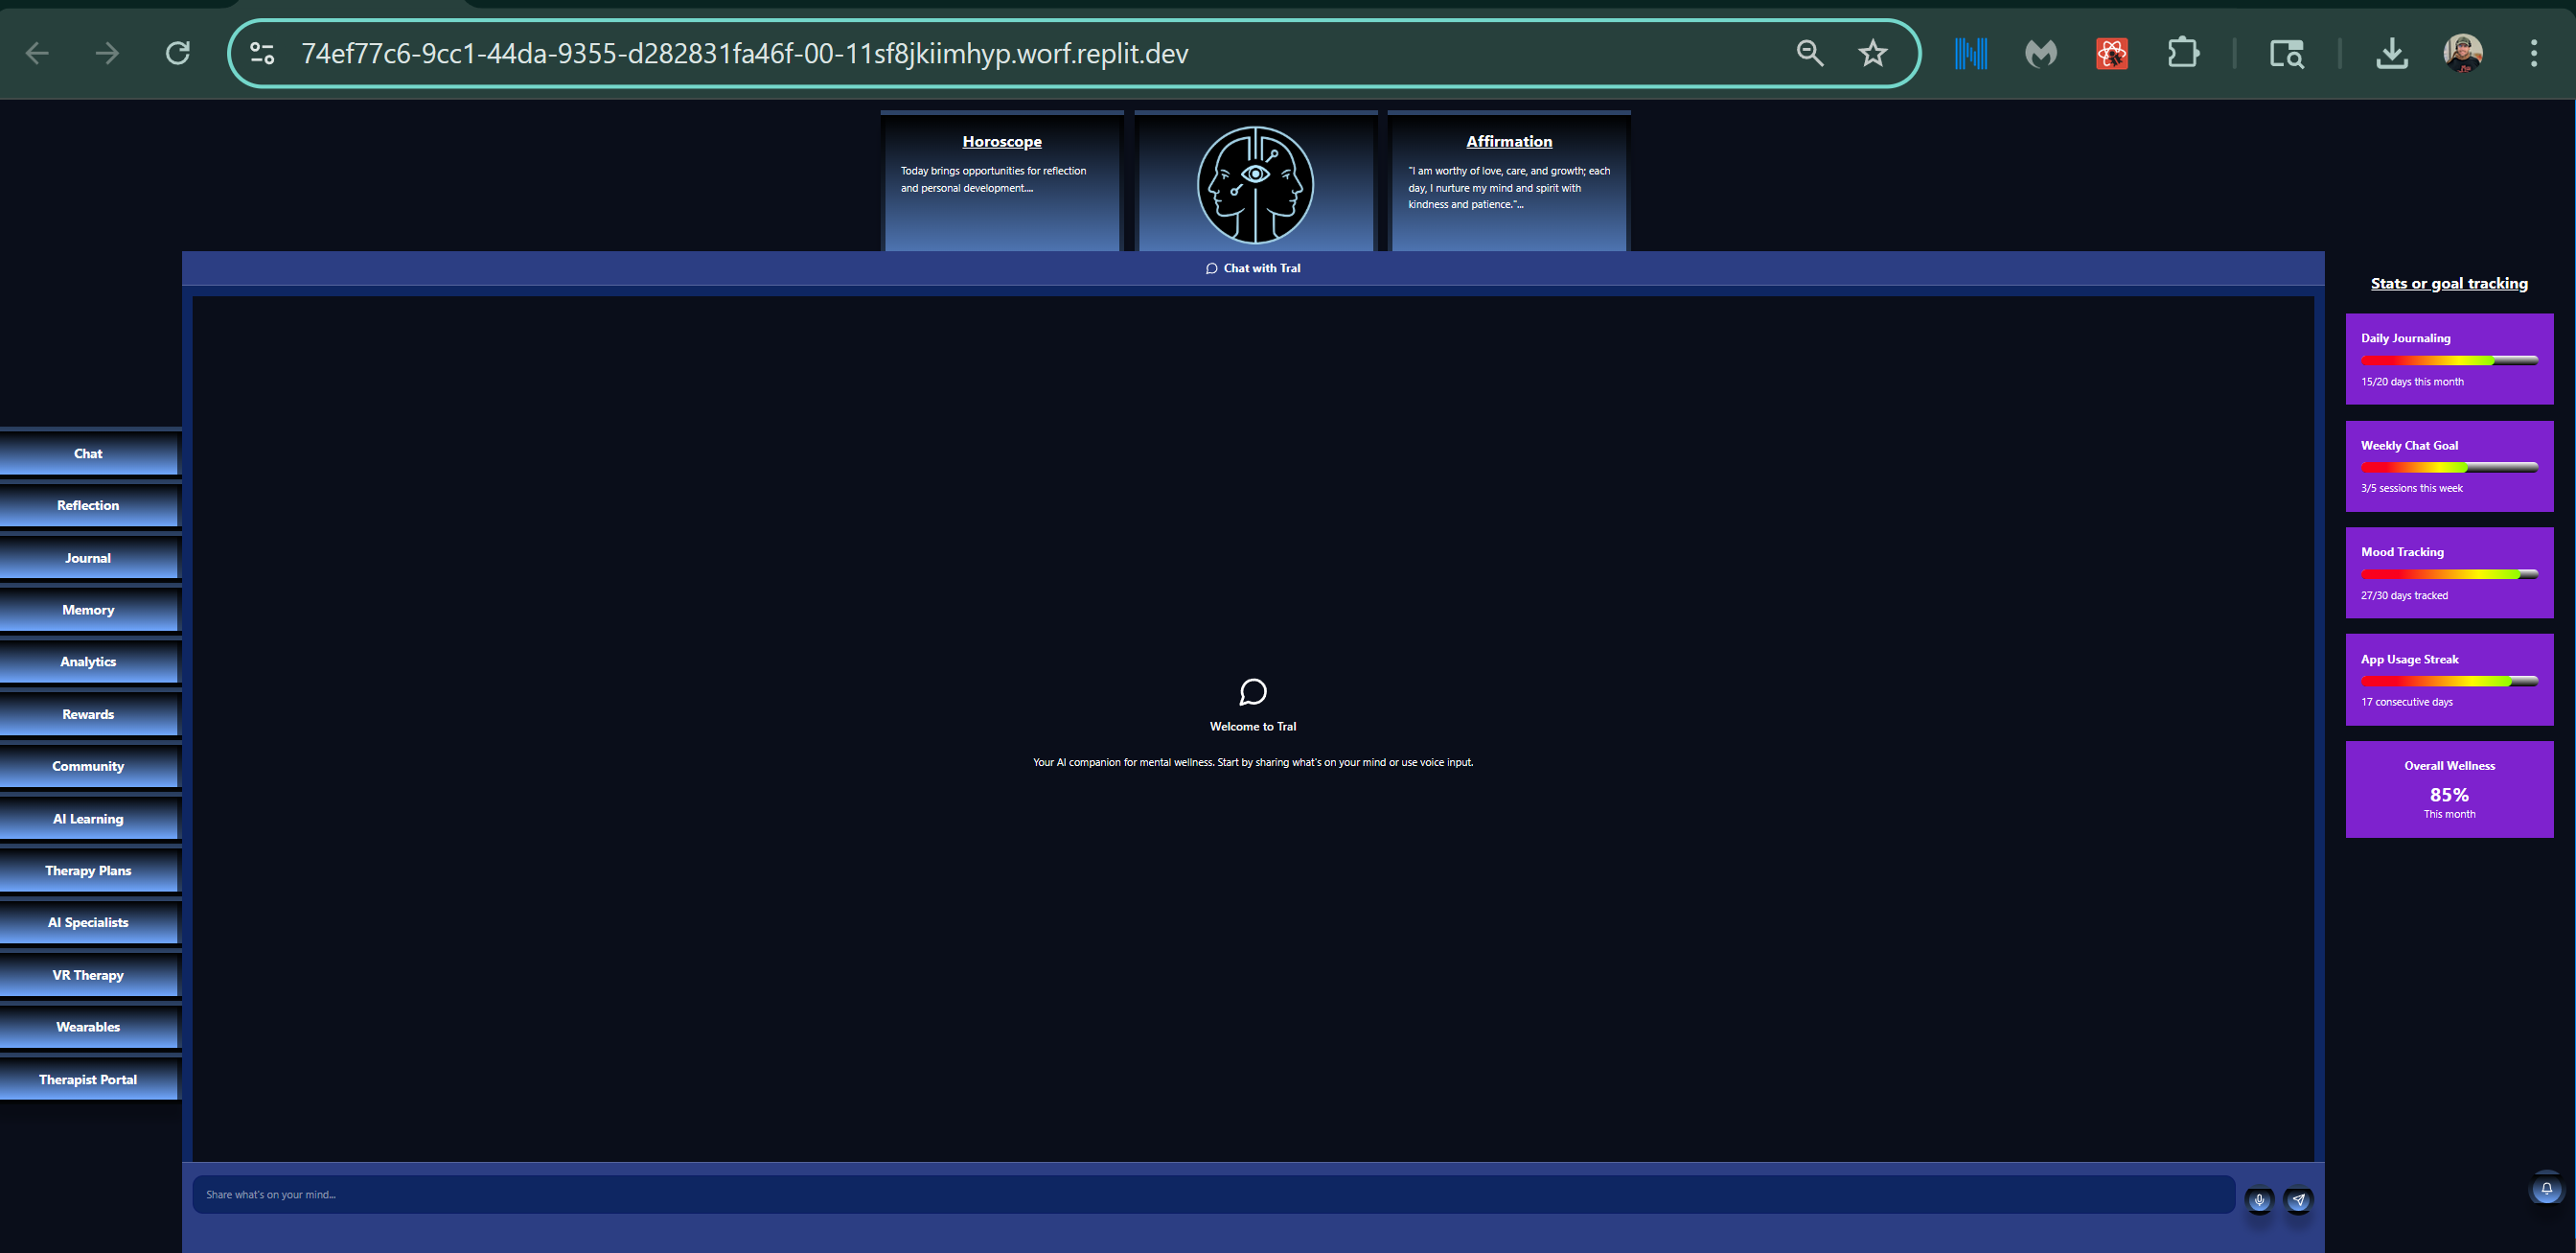 74ef77c6-9cc1-44da-9355-d282831fa46f-00-11sf8jkiimhyp.worf.replit.dev
Horoscope
Today brings opportunities for reflection
and personal development....
Affirmation
"I am worthy of love, care, and growth; each
day, I nurture my mind and spirit with
kindness and patience."...
Chat with Tral
Chat
Reflection
Journal
Memory
Analytics
Rewards
Community
AI Learning
Therapy Plans
AI Specialists
VR Therapy
Wearables
Therapist Portal
Welcome to Tral
Your AI companion for mental wellness. Start by sharing what's on your mind or use voice input.
Share what's on your mind...
Stats or goal tracking
Daily Journaling
15/20 days this month
Weekly Chat Goal
3/5 sessions this week
Mood Tracking
27/30 days tracked
App Usage Streak
17 consecutive days
Overall Wellness
85%
This month